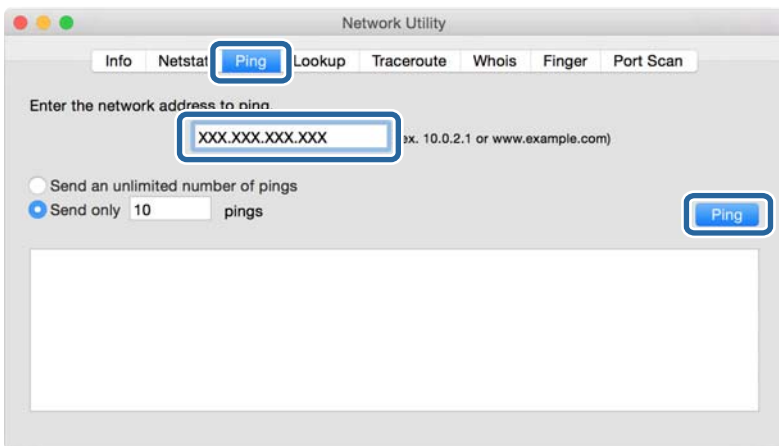 Network Utility
Info Netstat Ping Lookup Traceroute Whois Finger Port Scan
Enter the network address to ping.
XXX.XXX.XXX.XXX ex. 10.0.2.1 or www.example.com)
Send an unlimited number of pings
Send only 10 pings
Ping